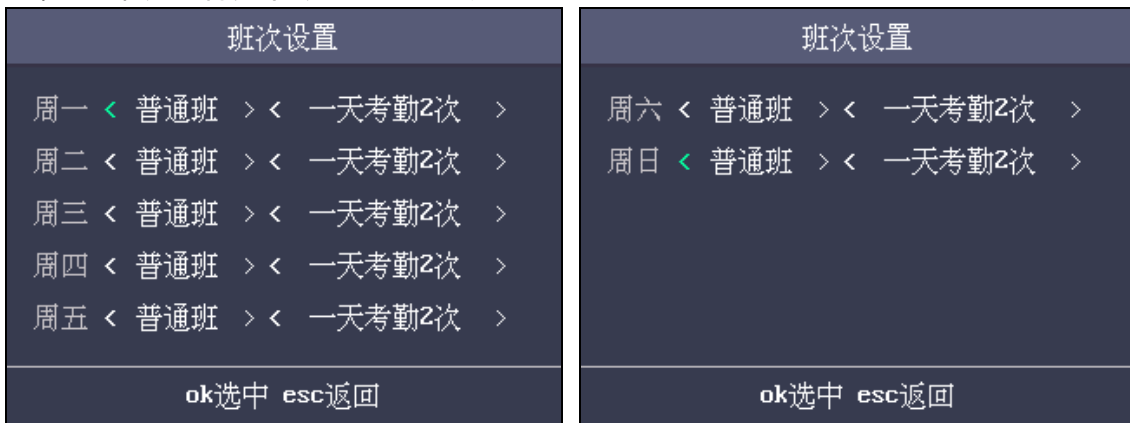 班次设置
周一 < 普通班 > < 一天考勤2次 >
周二 < 普通班 > < 一天考勤2次 >
周三 < 普通班 > < 一天考勤2次 >
周四 < 普通班 > < 一天考勤2次 >
周五 < 普通班 > < 一天考勤2次 >
ok选中 esc返回
班次设置
周六 < 普通班 > < 一天考勤2次 >
周日 < 普通班 > < 一天考勤2次 >
ok选中 esc返回